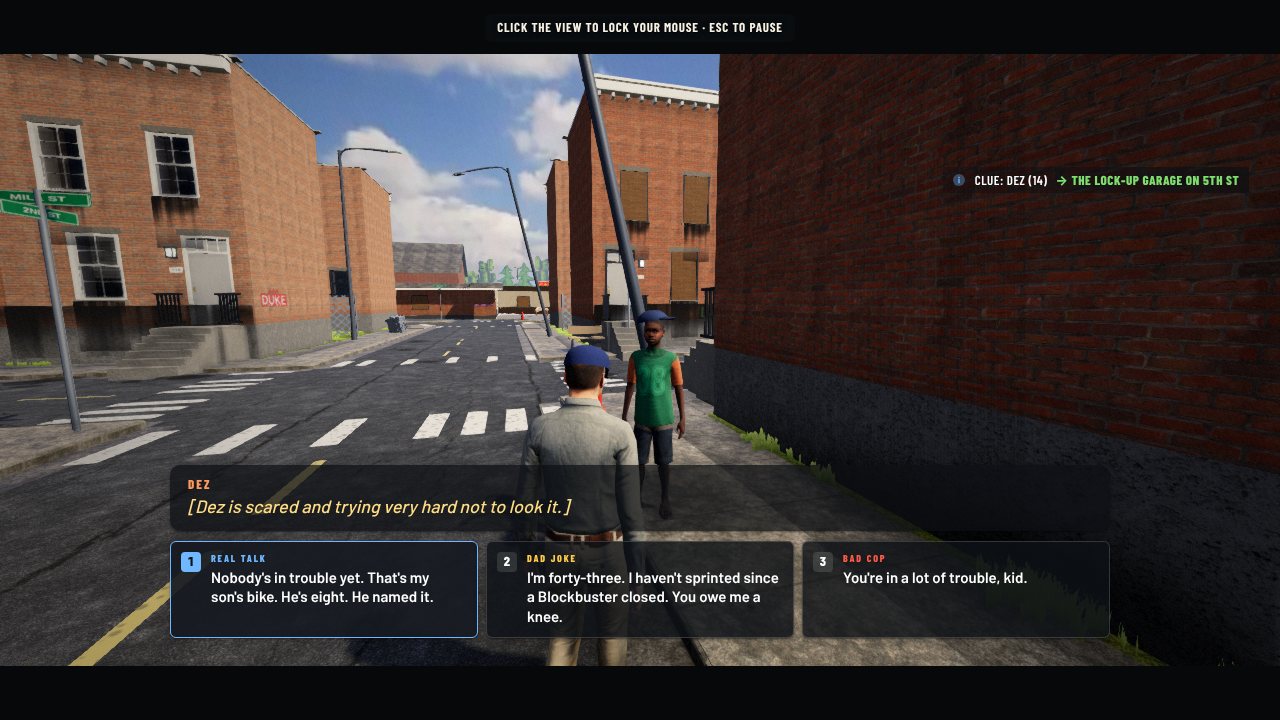 CLICK THE VIEW TO LOCK YOUR MOUSE · ESC TO PAUSE
CLUE: DEZ (14) → THE LOCK-UP GARAGE ON 5TH ST
MILL ST
2ND ST
DUKE
8
DEZ
[Dez is scared and trying very hard not to look it.]
1 REAL TALK
Nobody's in trouble yet. That's my
son's bike. He's eight. He named it.
2 DAD JOKE
I'm forty-three. I haven't sprinted since
a Blockbuster closed. You owe me a
knee.
3 BAD COP
You're in a lot of trouble, kid.